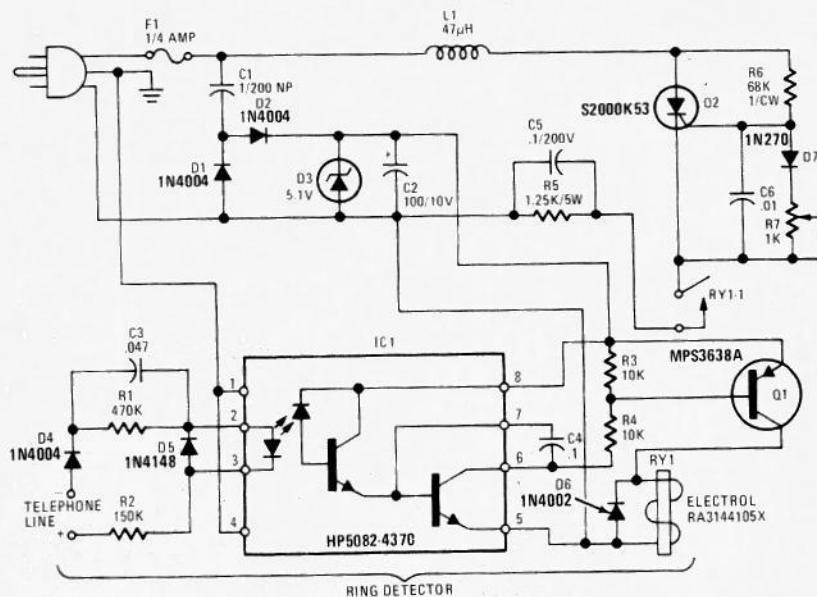 F1
1/4 AMP
L1
47μH
C1
1/200 NP
D2
1N4004
D1
1N4004
D3
5.1V
+
C2
100/10V
C5
.1/200V
R5
1.25K/5W
S2000K53
Q2
R6
68K
1/CW
1N270
D7
C6
.01
R7
1K
RY1-1
C3
.047
R1
470K
D4
1N4004
D5
1N4148
−
TELEPHONE
LINE
+
R2
150K
IC1
1
2
3
4
8
7
6
5
HP5082-4370
C4
.1
R3
10K
R4
10K
MPS3638A
Q1
D6
1N4002
RY1
ELECTROL
RA3144105X
RING DETECTOR